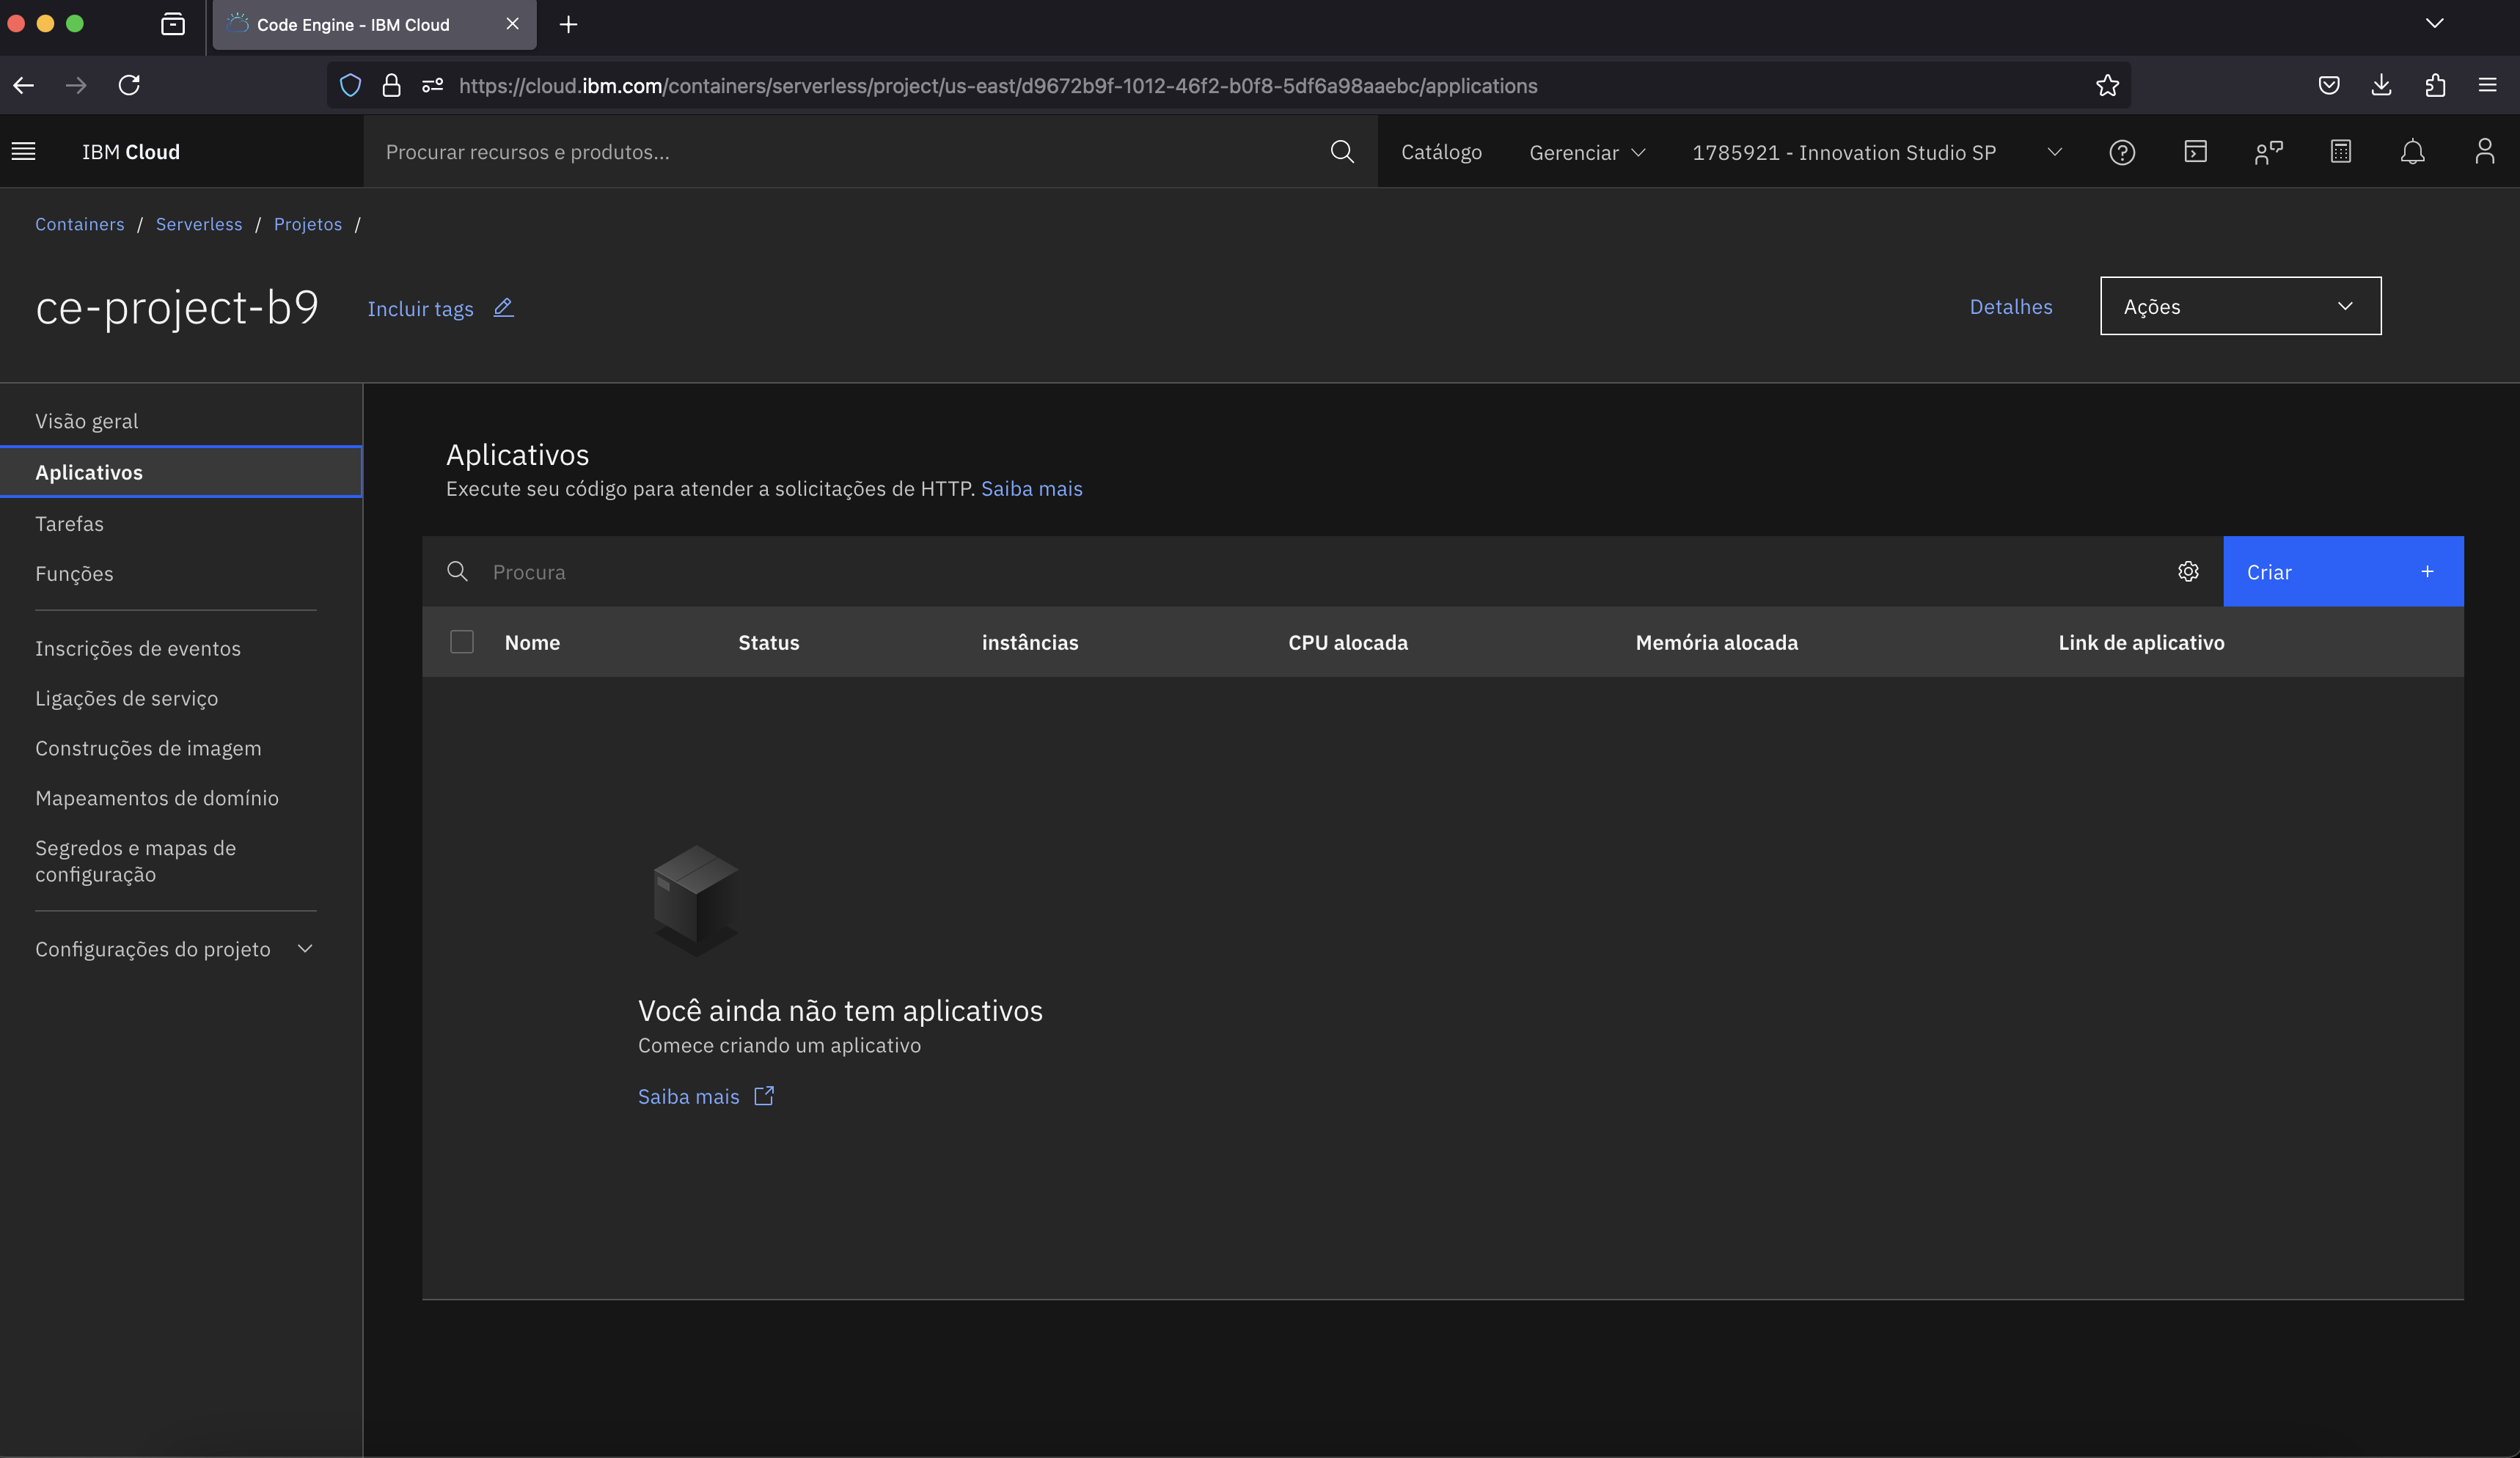 Code Engine - IBM Cloud
https://cloud.ibm.com/containers/serverless/project/us-east/d9672b9f-1012-46f2-b0f8-5df6a98aaebc/applications
IBM Cloud
Procurar recursos e produtos...
Catálogo
Gerenciar
1785921 - Innovation Studio SP
Containers / Serverless / Projetos /
ce-project-b9
Incluir tags
Detalhes
Ações
Visão geral
Aplicativos
Tarefas
Funções
Inscrições de eventos
Ligações de serviço
Construções de imagem
Mapeamentos de domínio
Segredos e mapas de
configuração
Configurações do projeto
Aplicativos
Execute seu código para atender a solicitações de HTTP. Saiba mais
Procura
Criar +
Nome Status instâncias CPU alocada Memória alocada Link de aplicativo
Você ainda não tem aplicativos
Comece criando um aplicativo
Saiba mais